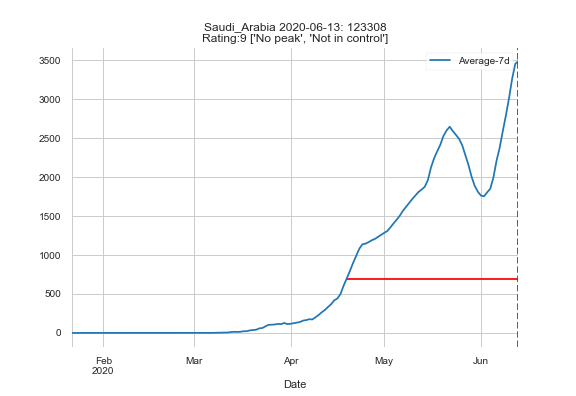 Saudi_Arabia 2020-06-13: 123308
Rating:9 ['No peak', 'Not in control']
Average-7d
3500
3000
2500
2000
1500
1000
500
0
Feb Mar Apr May Jun
2020
Date